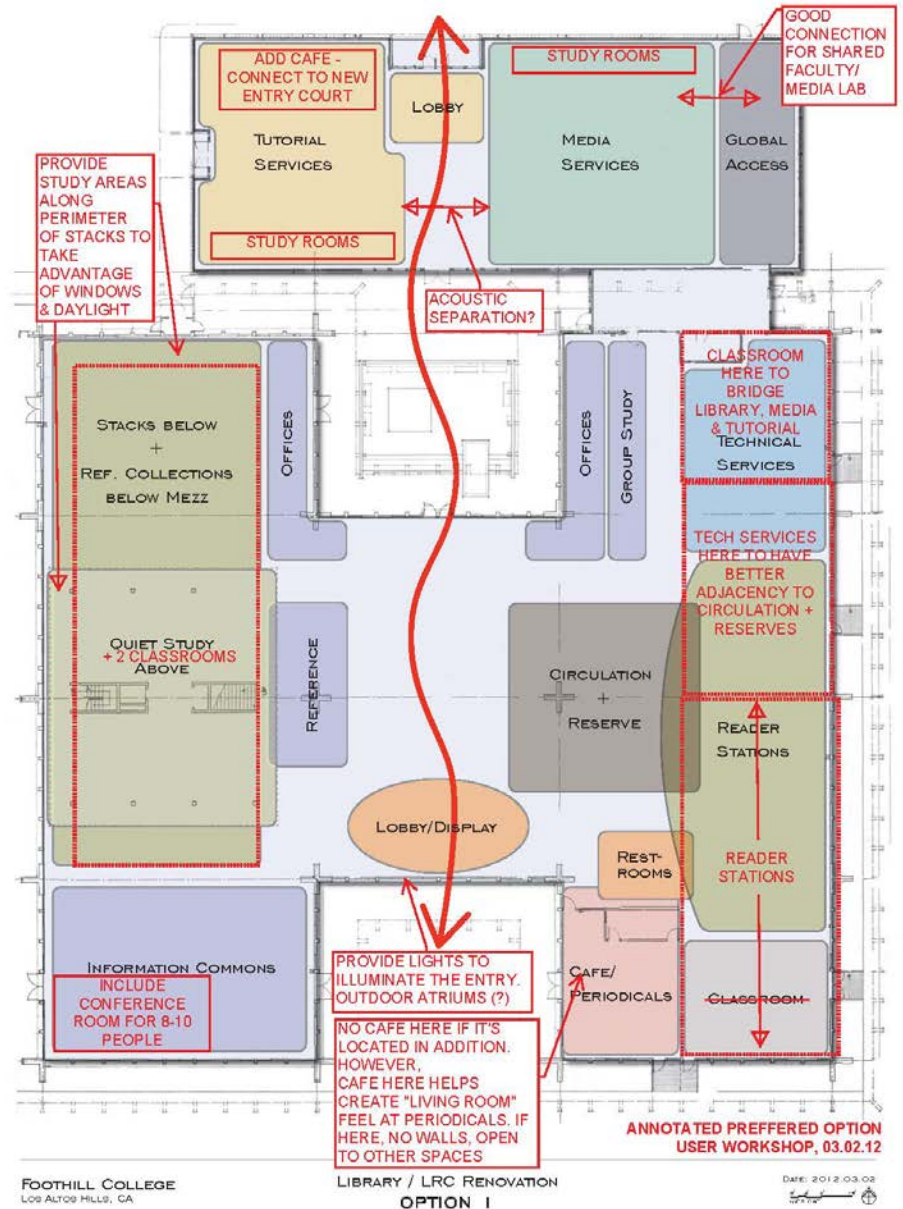 GOOD
CONNECTION
FOR SHARED
FACULTY/
MEDIA LAB
ADD CAFE -
CONNECT TO NEW
ENTRY COURT
STUDY ROOMS
LOBBY
TUTORIAL
SERVICES
MEDIA
SERVICES
GLOBAL
ACCESS
PROVIDE
STUDY AREAS
ALONG
PERIMETER
OF STACKS TO
TAKE
ADVANTAGE
OF WINDOWS
& DAYLIGHT
STUDY ROOMS
ACOUSTIC
SEPARATION?
CLASSROOM
HERE TO
BRIDGE
LIBRARY, MEDIA
& TUTORIAL
TECHNICAL
SERVICES
STACKS BELOW
+
REF. COLLECTIONS
BELOW MEZZ
OFFICES
OFFICES
GROUP STUDY
TECH SERVICES
HERE TO HAVE
BETTER
ADJACENCY TO
CIRCULATION +
RESERVES
QUIET STUDY
+ 2 CLASSROOMS
ABOVE
REFERENCE
CIRCULATION
+
RESERVE
READER
STATIONS
LOBBY/DISPLAY
REST-
ROOMS
READER
STATIONS
INFORMATION COMMONS
INCLUDE
CONFERENCE
ROOM FOR 8-10
PEOPLE
PROVIDE LIGHTS TO
ILLUMINATE THE ENTRY.
OUTDOOR ATRIUMS (?)
CAFE/
PERIODICALS
CLASSROOM
NO CAFE HERE IF IT'S
LOCATED IN ADDITION.
HOWEVER,
CAFE HERE HELPS
CREATE "LIVING ROOM"
FEEL AT PERIODICALS. IF
HERE, NO WALLS, OPEN
TO OTHER SPACES
ANNOTATED PREFFERED OPTION
USER WORKSHOP, 03.02.12
FOOTHILL COLLEGE
LOS ALTOS HILLS, CA
LIBRARY / LRC RENOVATION
OPTION 1
DATE: 2012.03.02